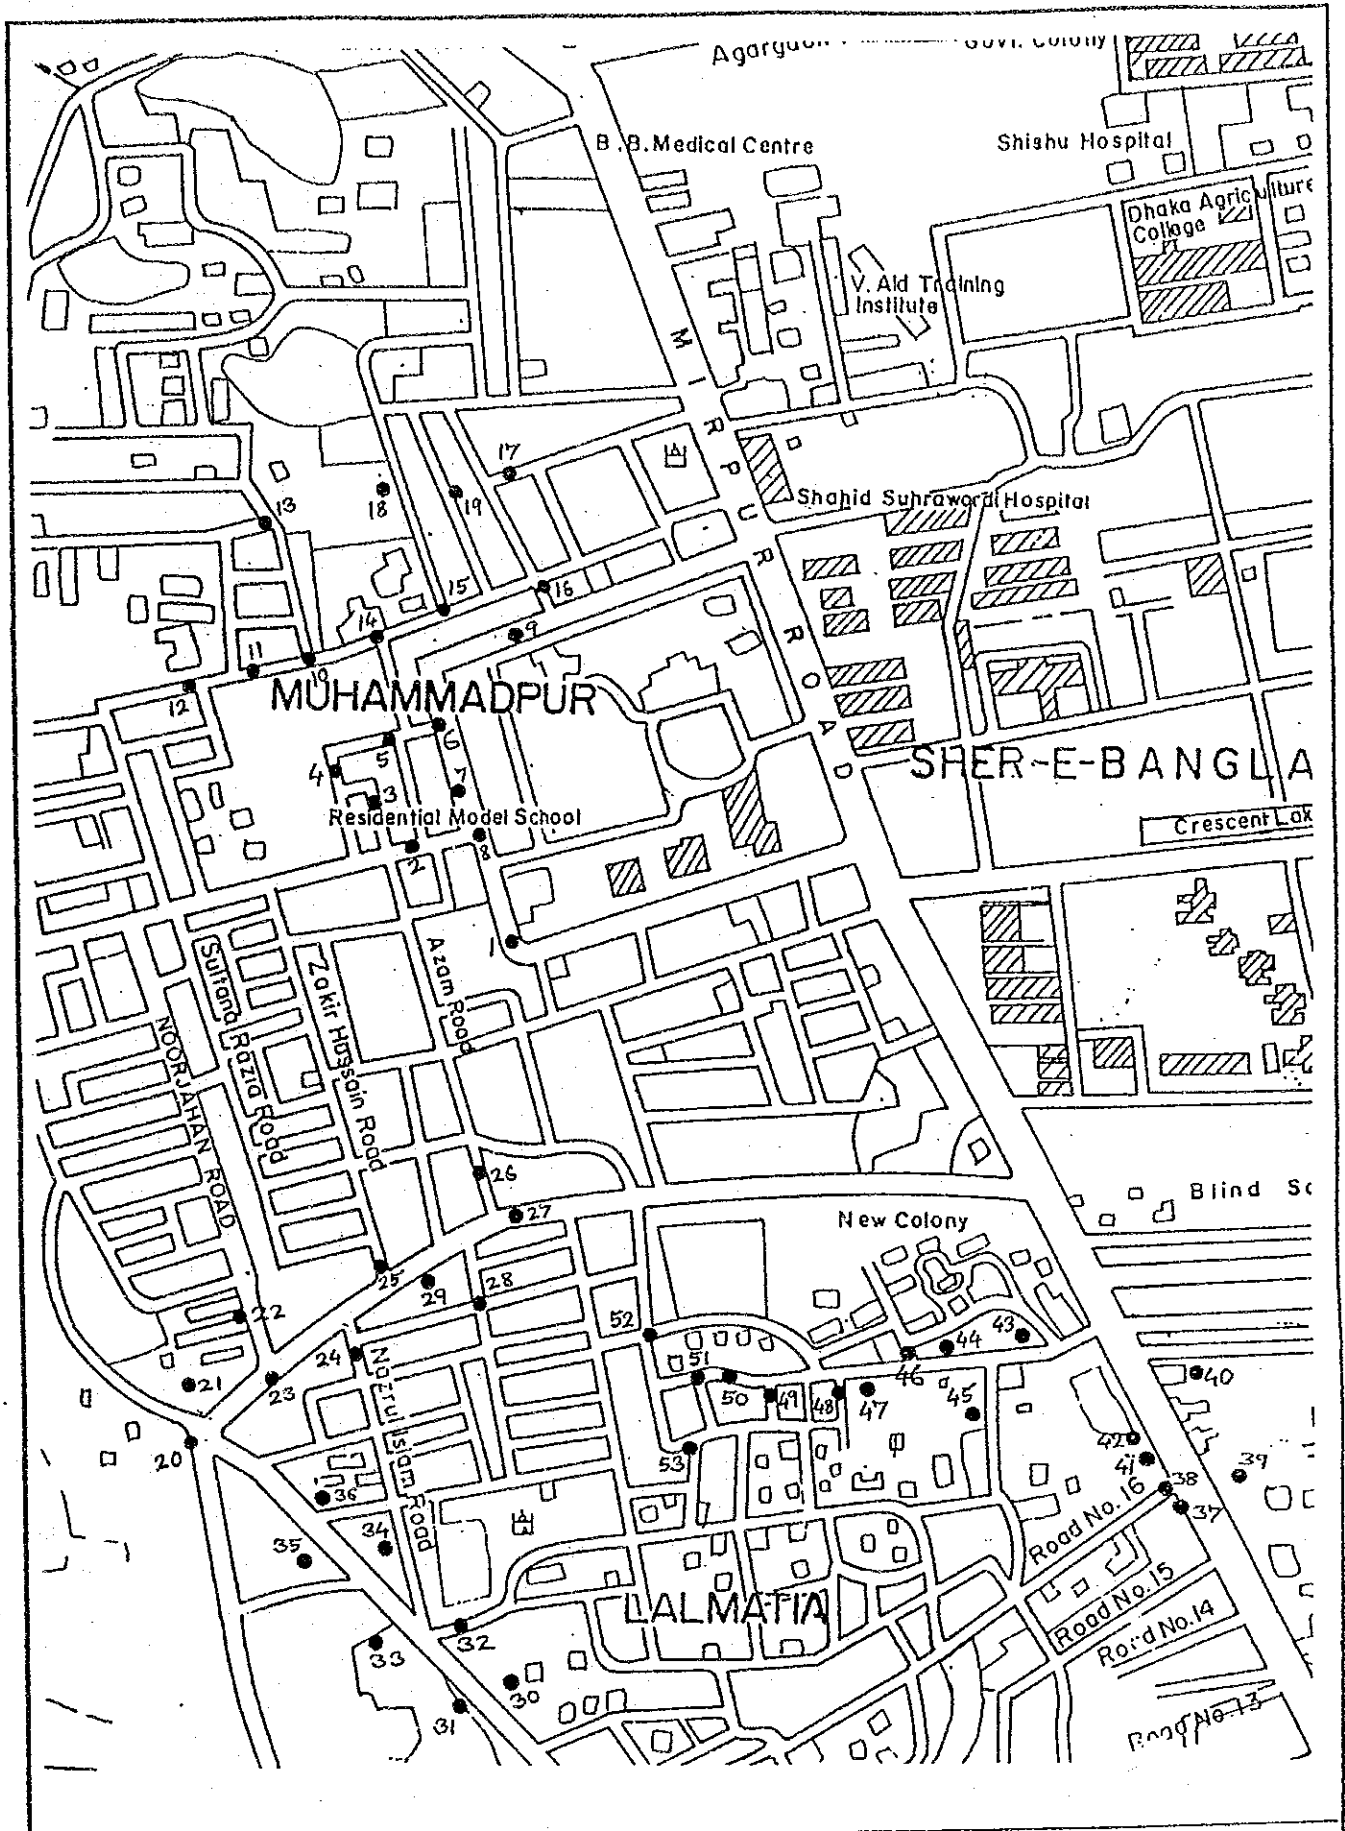 Agargaon
Govt. Colony
B.B. Medical Centre
Shishu Hospital
Dhaka Agriculture
Collage
V. Aid Training
Institute
MIRPUR ROAD
17
18
19
13
Shahid Suhrawardi Hospital
15
16
14
9
11
10
12
MUHAMMADPUR
6
5
4
7
3
SHER-E-BANGLA
Residential Model School
Crescent Lak
2
8
1
Azam Road
Sultana Razia Road
Zakir Hussain Road
NOORJAHAN ROAD
26
27
Blind Sc
New Colony
25
29
28
22
52
43
44
24
51
46
23
21
50
49
48
47
45
40
Nazrul Islam Road
20
53
42
41
39
38
37
36
Road No.16
34
35
Road No.15
LALMATIA
Road No.14
32
33
30
31
Road No.13